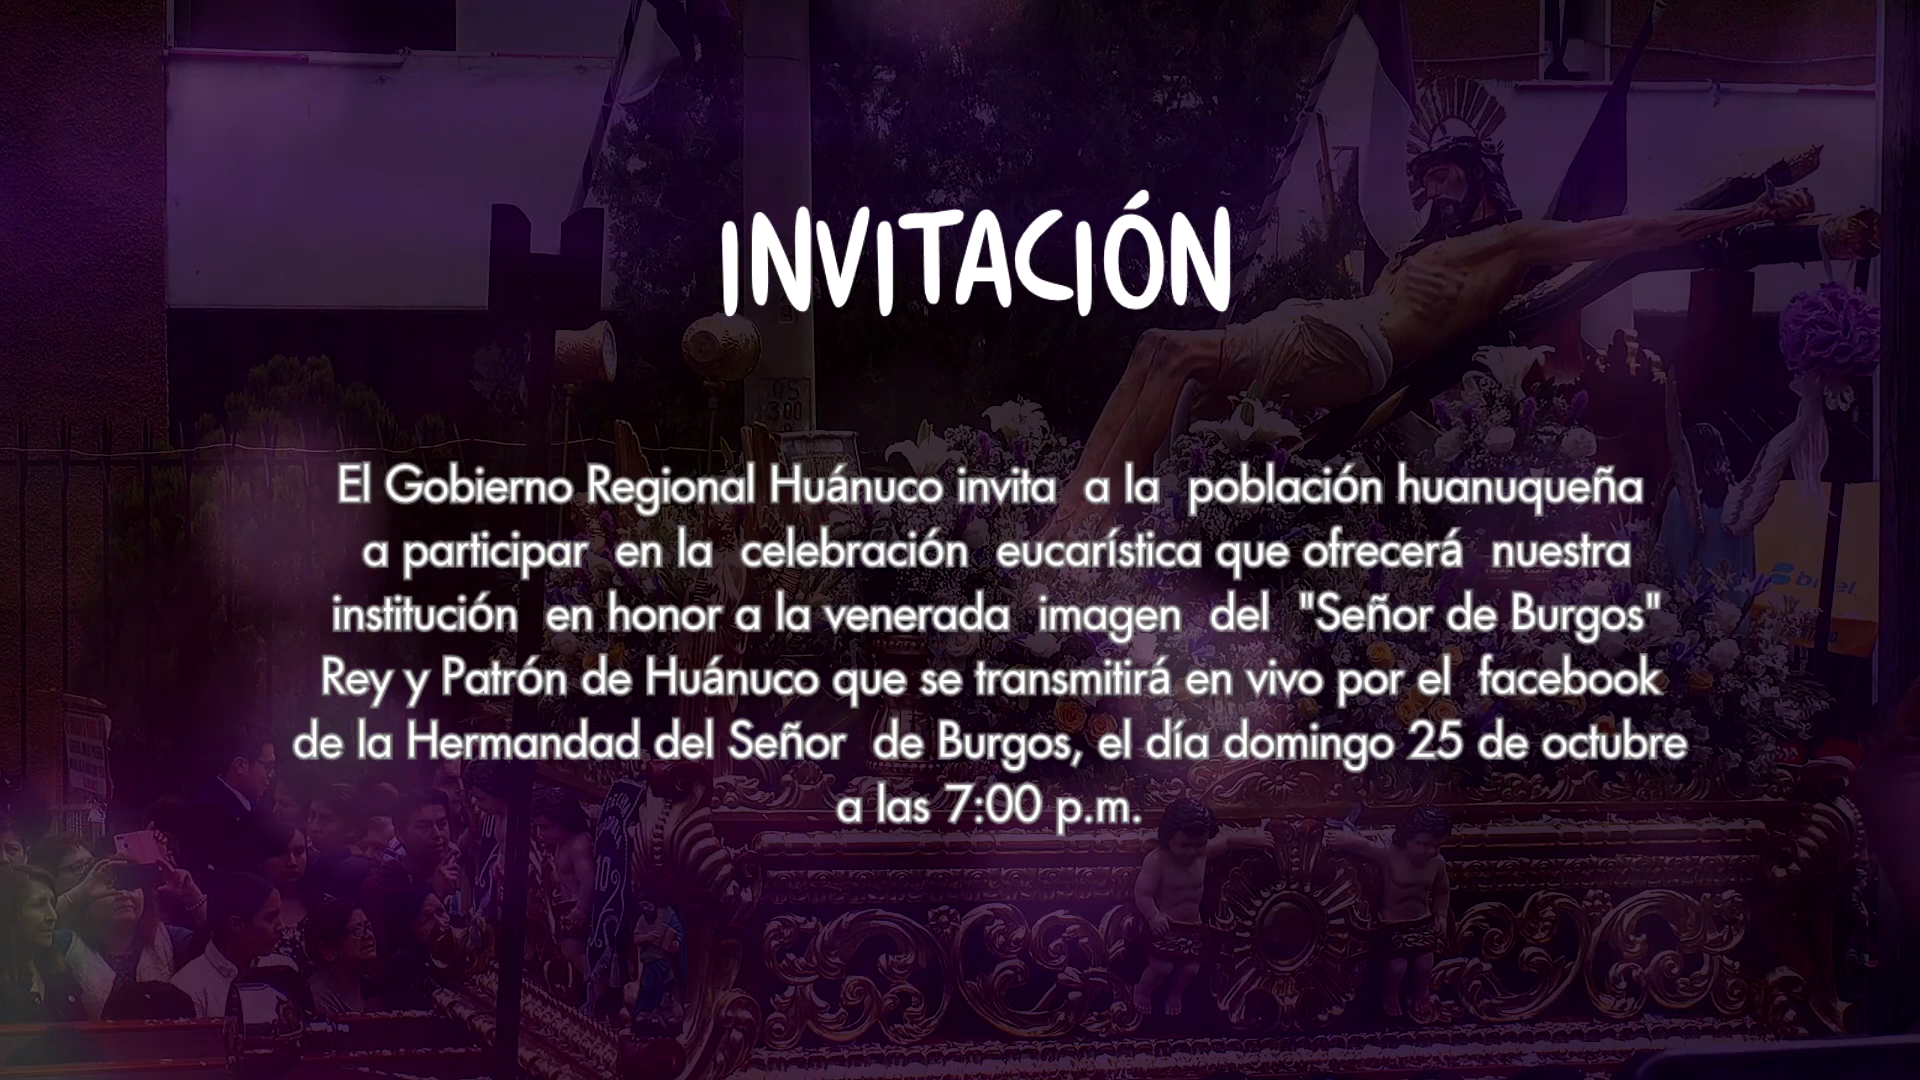 INVITACIÓN
El Gobierno Regional Huánuco invita a la población huanuqueña
a participar en la celebración eucarística que ofrecerá nuestra
institución en honor a la venerada imagen del "Señor de Burgos"
Rey y Patrón de Huánuco que se transmitirá en vivo por el facebook
de la Hermandad del Señor de Burgos, el día domingo 25 de octubre
a las 7:00 p.m.